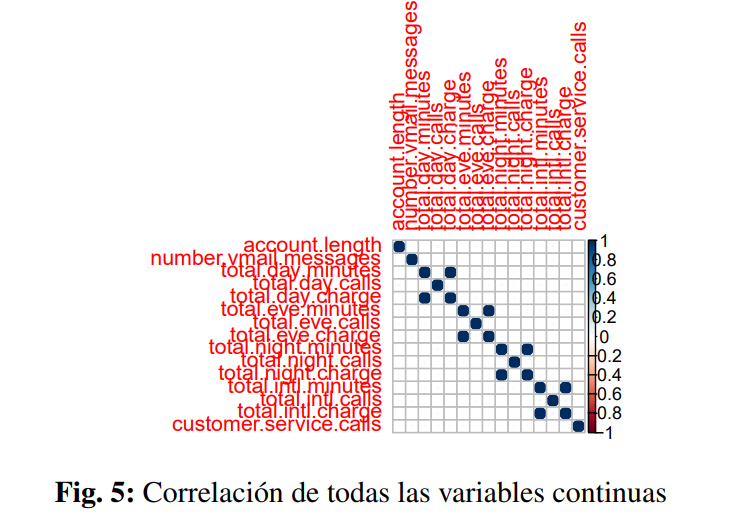 account.length
number.vmail.messages
total.day.minutes
total.day.calls
total.day.charge
total.eve.minutes
total.eve.calls
total.eve.charge
total.night.minutes
total.night.calls
total.night.charge
total.intl.minutes
total.intl.calls
total.intl.charge
customer.service.calls
account.length
number.vmail.messages
total.day.minutes
total.day.calls
total.day.charge
total.eve.minutes
total.eve.calls
total.eve.charge
total.night.minutes
total.night.calls
total.night.charge
total.intl.minutes
total.intl.calls
total.intl.charge
customer.service.calls
1
0.8
0.6
0.4
0.2
0
-0.2
-0.4
-0.6
-0.8
-1
Fig. 5: Correlación de todas las variables continuas